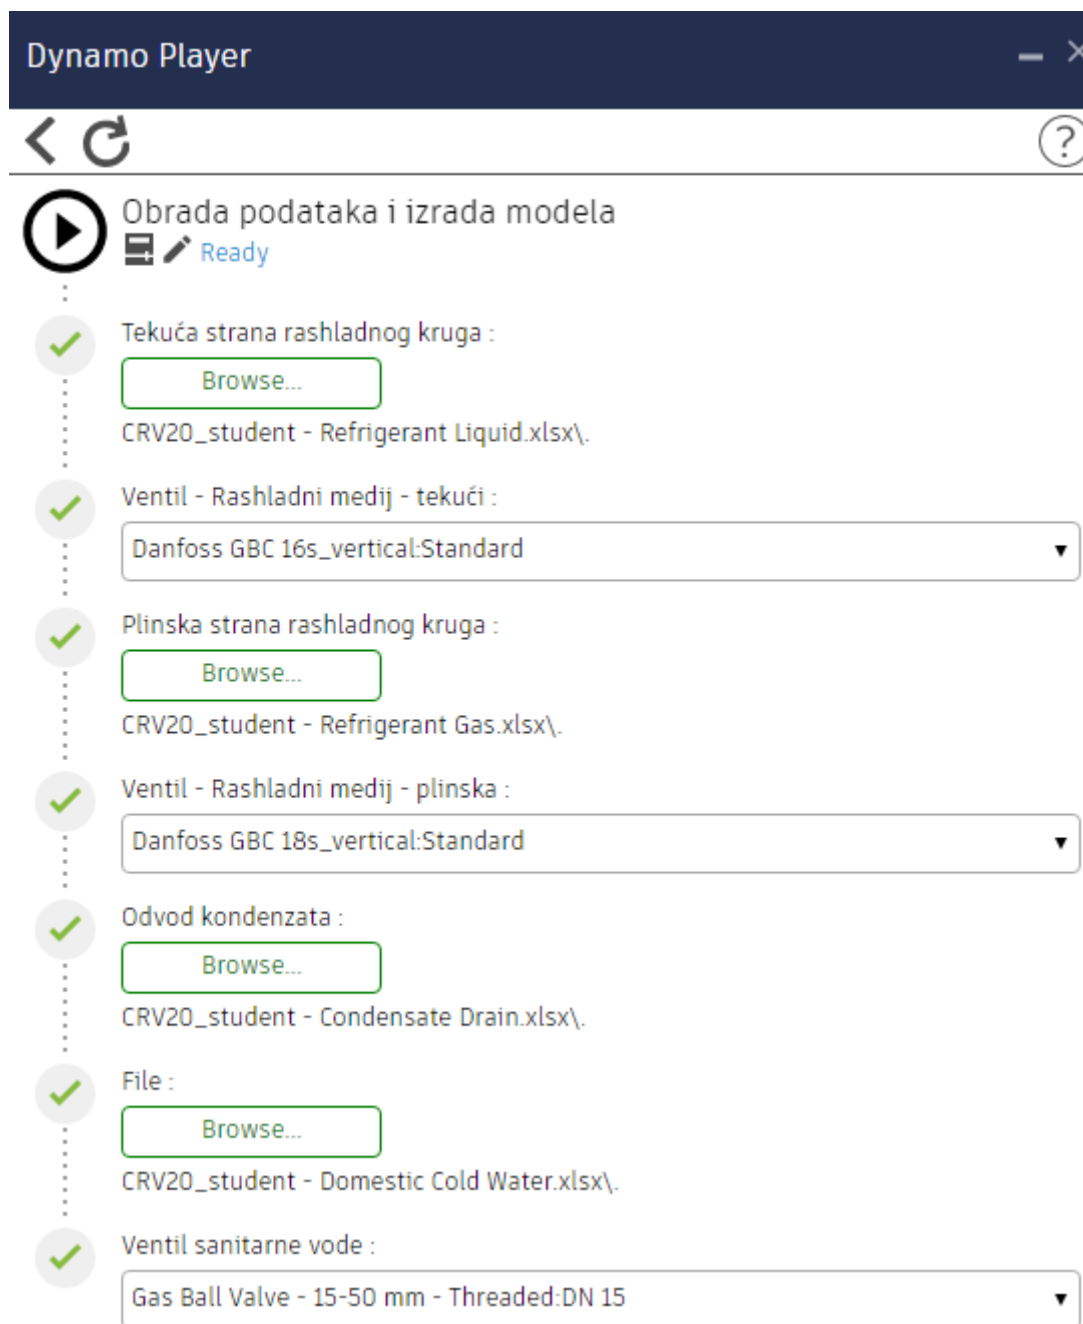 Dynamo Player
Obrada podataka i izrada modela
Ready
Tekuća strana rashladnog kruga :
Browse...
CRV20_student - Refrigerant Liquid.xlsx\.
Ventil - Rashladni medij - tekući :
Danfoss GBC 16s_vertical:Standard
Plinska strana rashladnog kruga :
Browse...
CRV20_student - Refrigerant Gas.xlsx\.
Ventil - Rashladni medij - plinska :
Danfoss GBC 18s_vertical:Standard
Odvod kondenzata :
Browse...
CRV20_student - Condensate Drain.xlsx\.
File :
Browse...
CRV20_student - Domestic Cold Water.xlsx\.
Ventil sanitarne vode :
Gas Ball Valve - 15-50 mm - Threaded:DN 15